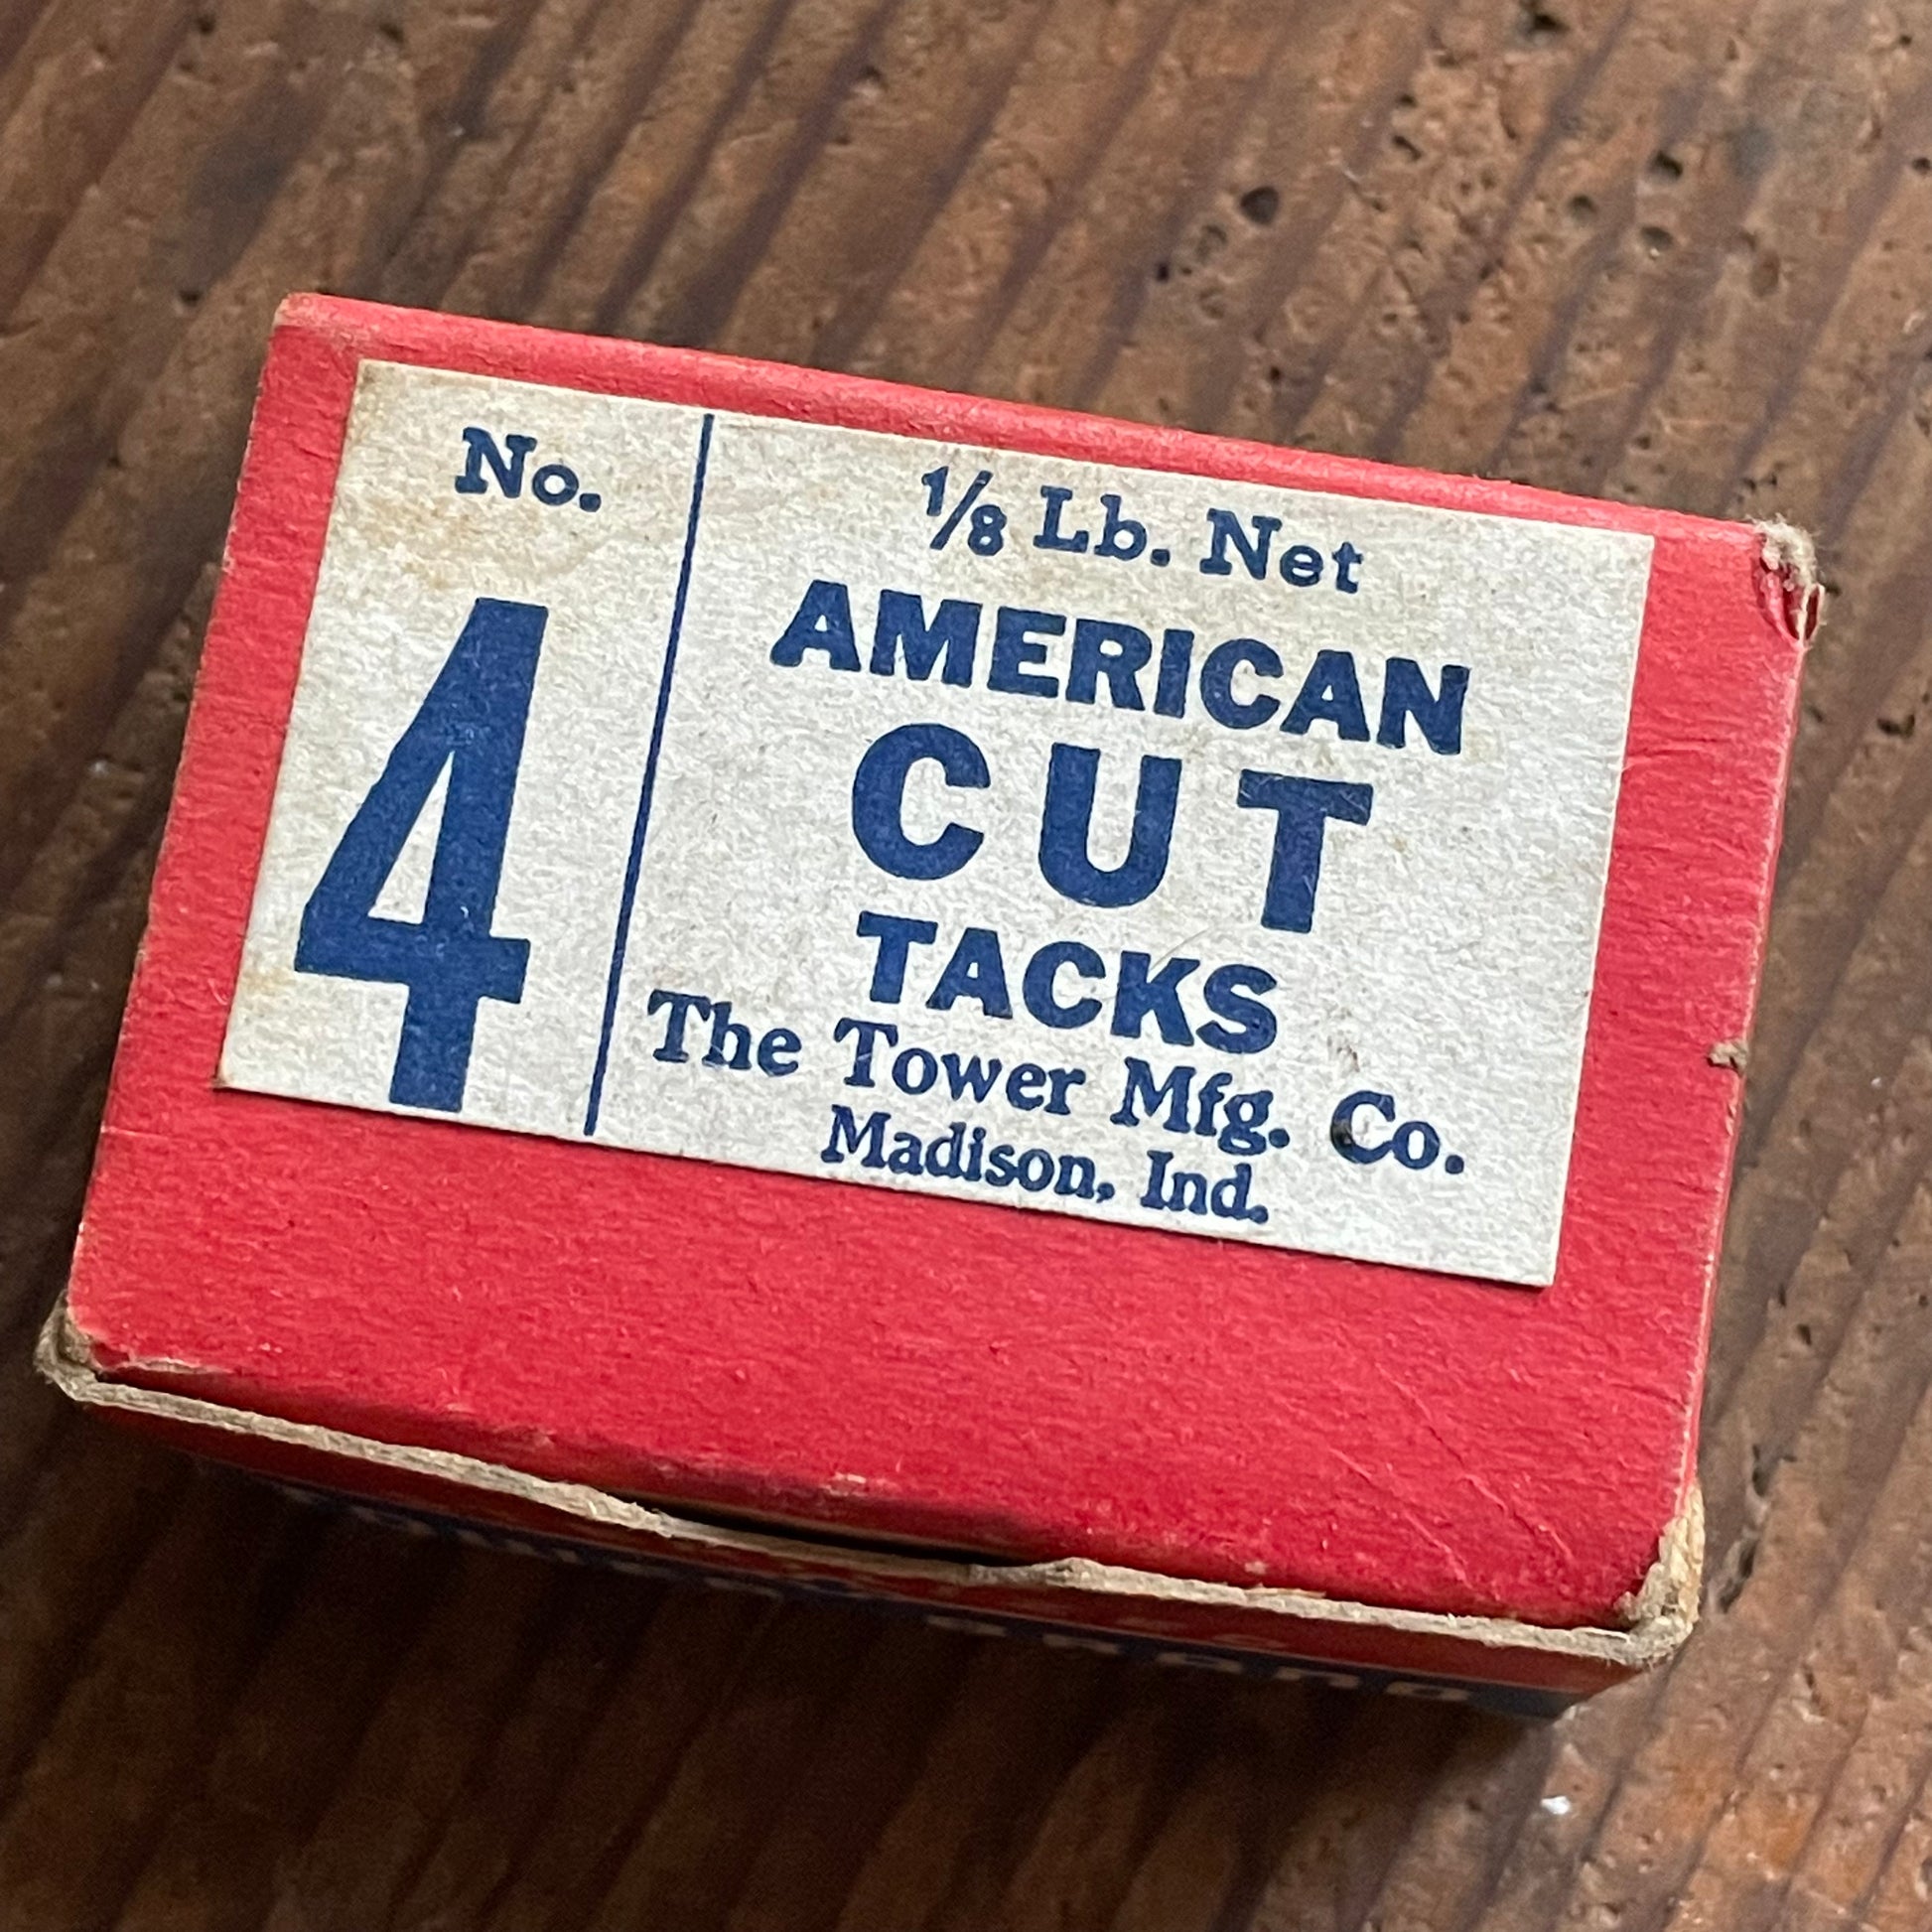 No.
4
1/8 Lb. Net
AMERICAN
CUT
TACKS
The Tower Mfg. Co.
Madison, Ind.